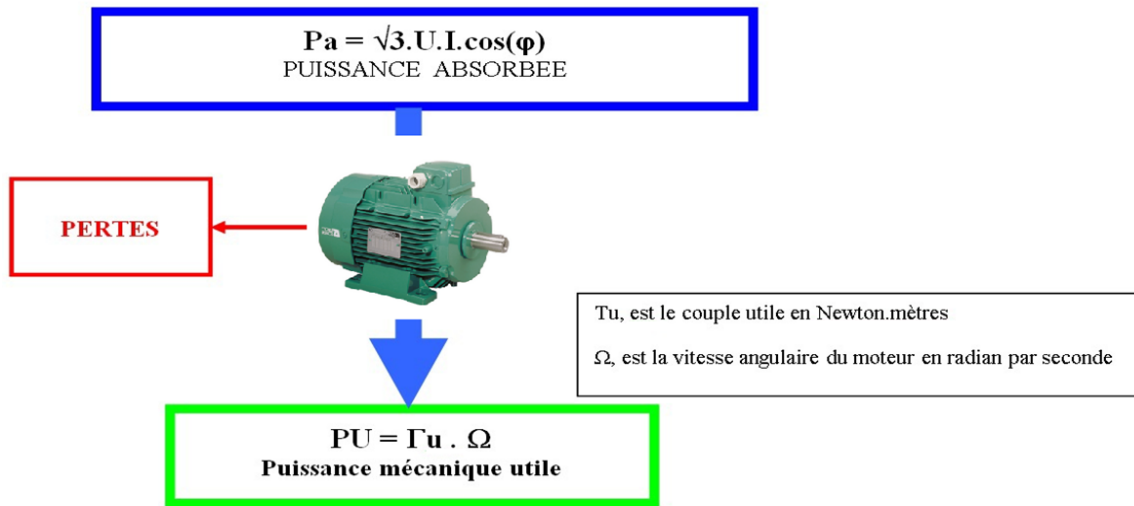 Pa = √3.U.I.cos(φ)
PUISSANCE ABSORBEE
PERTES
Tu, est le couple utile en Newton.mètres
Ω, est la vitesse angulaire du moteur en radian par seconde
PU = Γu . Ω
Puissance mécanique utile